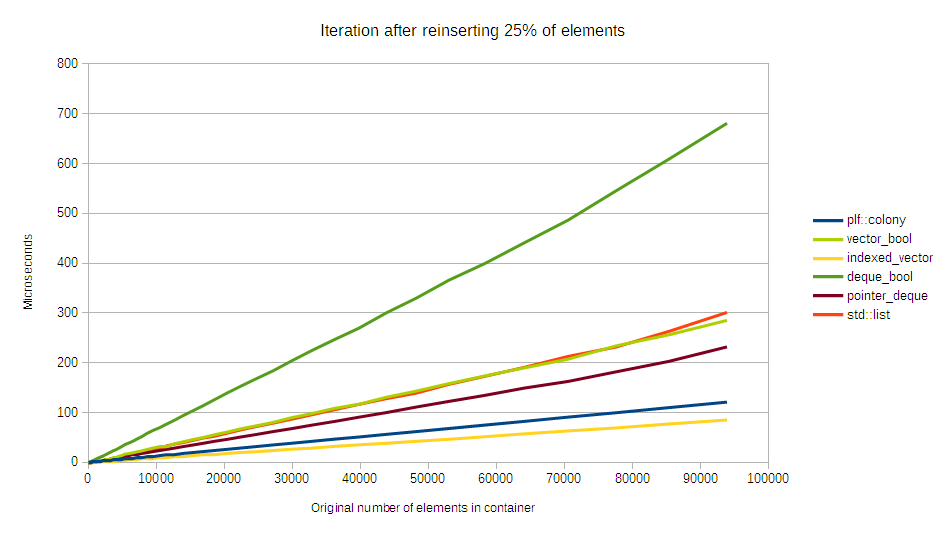 Iteration after reinserting 25% of elements
800
700
600
500
400
300
200
100
0
Microseconds
0 10000 20000 30000 40000 50000 60000 70000 80000 90000 100000
Original number of elements in container
plf::colony
vector_bool
indexed_vector
deque_bool
pointer_deque
std::list